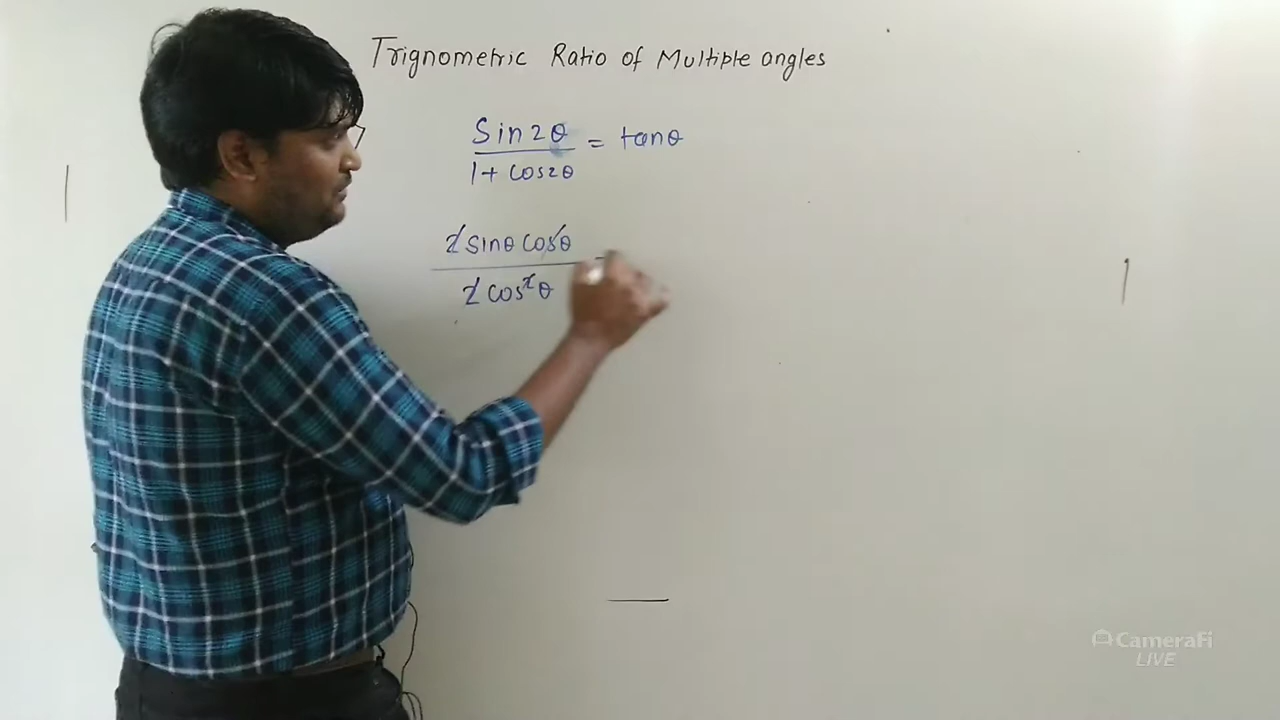 Trignometric Ratio of Multiple angles
Sin2θ / 1+ cos2θ = tanθ
2 sinθ cosθ / 2 cos²θ =
CameraFi
LIVE